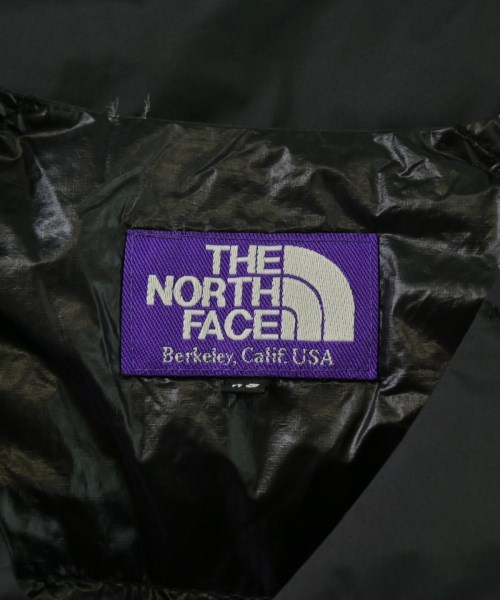 THE
NORTH
FACE
Berkeley, Calif. USA